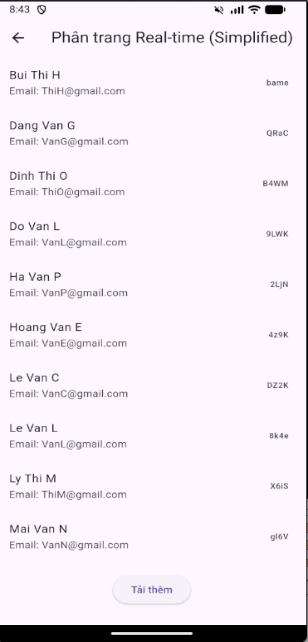 8:43
Phân trang Real-time (Simplified)
Bui Thi H
Email: ThiH@gmail.com
bame
Dang Van G
Email: VanG@gmail.com
QRaC
Dinh Thi O
Email: ThiO@gmail.com
B4WM
Do Van L
Email: VanL@gmail.com
9LWK
Ha Van P
Email: VanP@gmail.com
2LjN
Hoang Van E
Email: VanE@gmail.com
4z9K
Le Van C
Email: VanC@gmail.com
DZ2K
Le Van L
Email: VanL@gmail.com
8k4e
Ly Thi M
Email: ThiM@gmail.com
X6iS
Mai Van N
Email: VanN@gmail.com
gI6V
Tải thêm